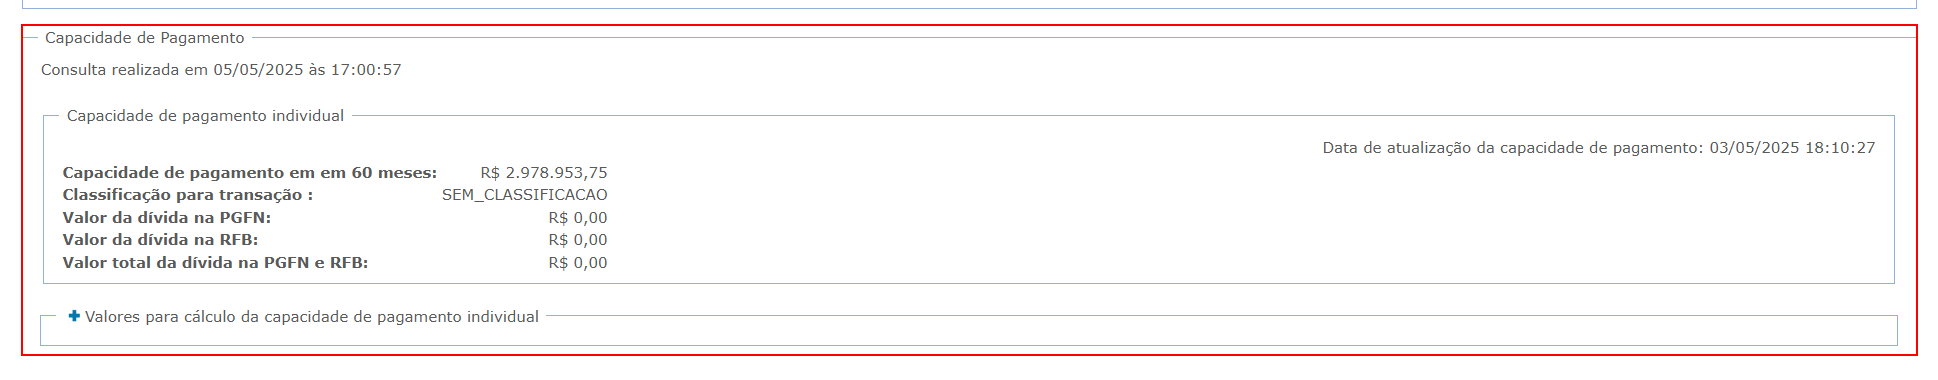 Capacidade de Pagamento
Consulta realizada em 05/05/2025 às 17:00:57
Capacidade de pagamento individual
Data de atualização da capacidade de pagamento: 03/05/2025 18:10:27
Capacidade de pagamento em em 60 meses: R$ 2.978.953,75
Classificação para transação : SEM_CLASSIFICACAO
Valor da dívida na PGFN: R$ 0,00
Valor da dívida na RFB: R$ 0,00
Valor total da dívida na PGFN e RFB: R$ 0,00
Valores para cálculo da capacidade de pagamento individual